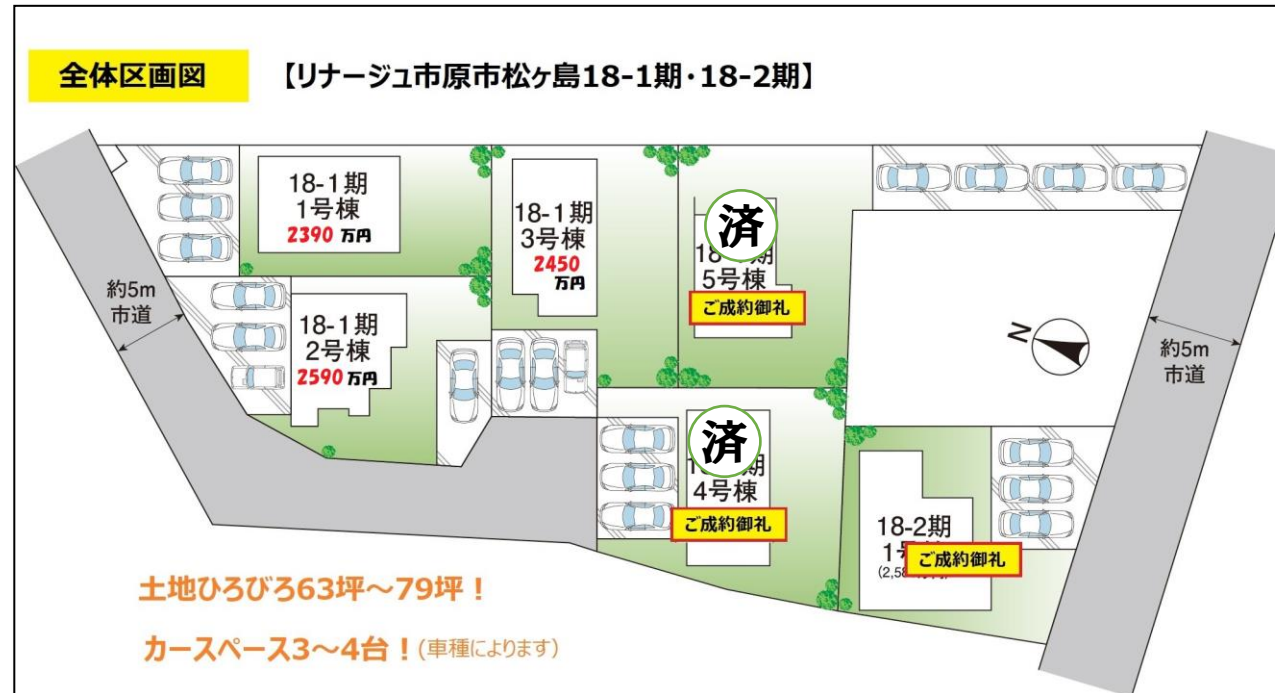 全体区画図
【リナージュ市原市松ヶ島18-1期・18-2期】
18-1期
1号棟
2390 万円
18-1期
3号棟
2450
万円
済
5号棟
ご成約御礼
約5m
市道
18-1期
2号棟
2590 万円
N
約5m
市道
済
4号棟
ご成約御礼
18-2期
ご成約御礼
土地ひろびろ63坪～79坪！
カースペース3～4台！(車種によります)